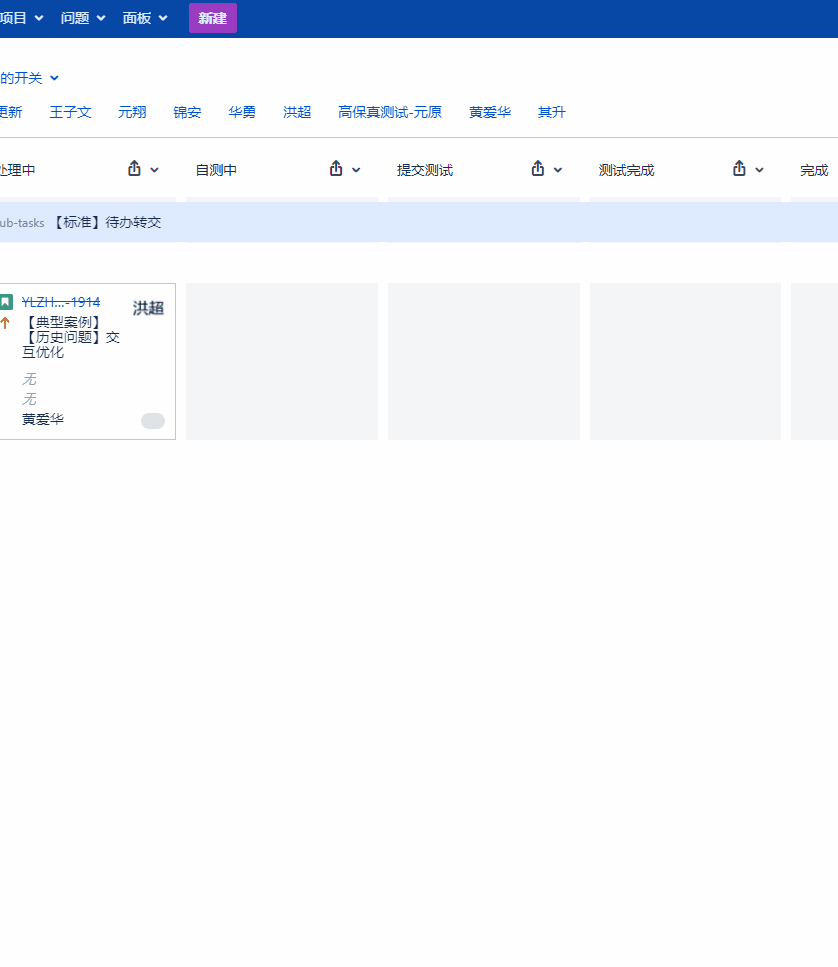 项目 问题 面板 新建
的开关
更新 王子文 元翔 锦安 华勇 洪超 高保真测试-元原 黄爱华 其升
处理中 自测中 提交测试 测试完成 完成
ub-tasks 【标准】待办转交
YLZH...-1914 洪超
【典型案例】
【历史问题】交
互优化
无
无
黄爱华